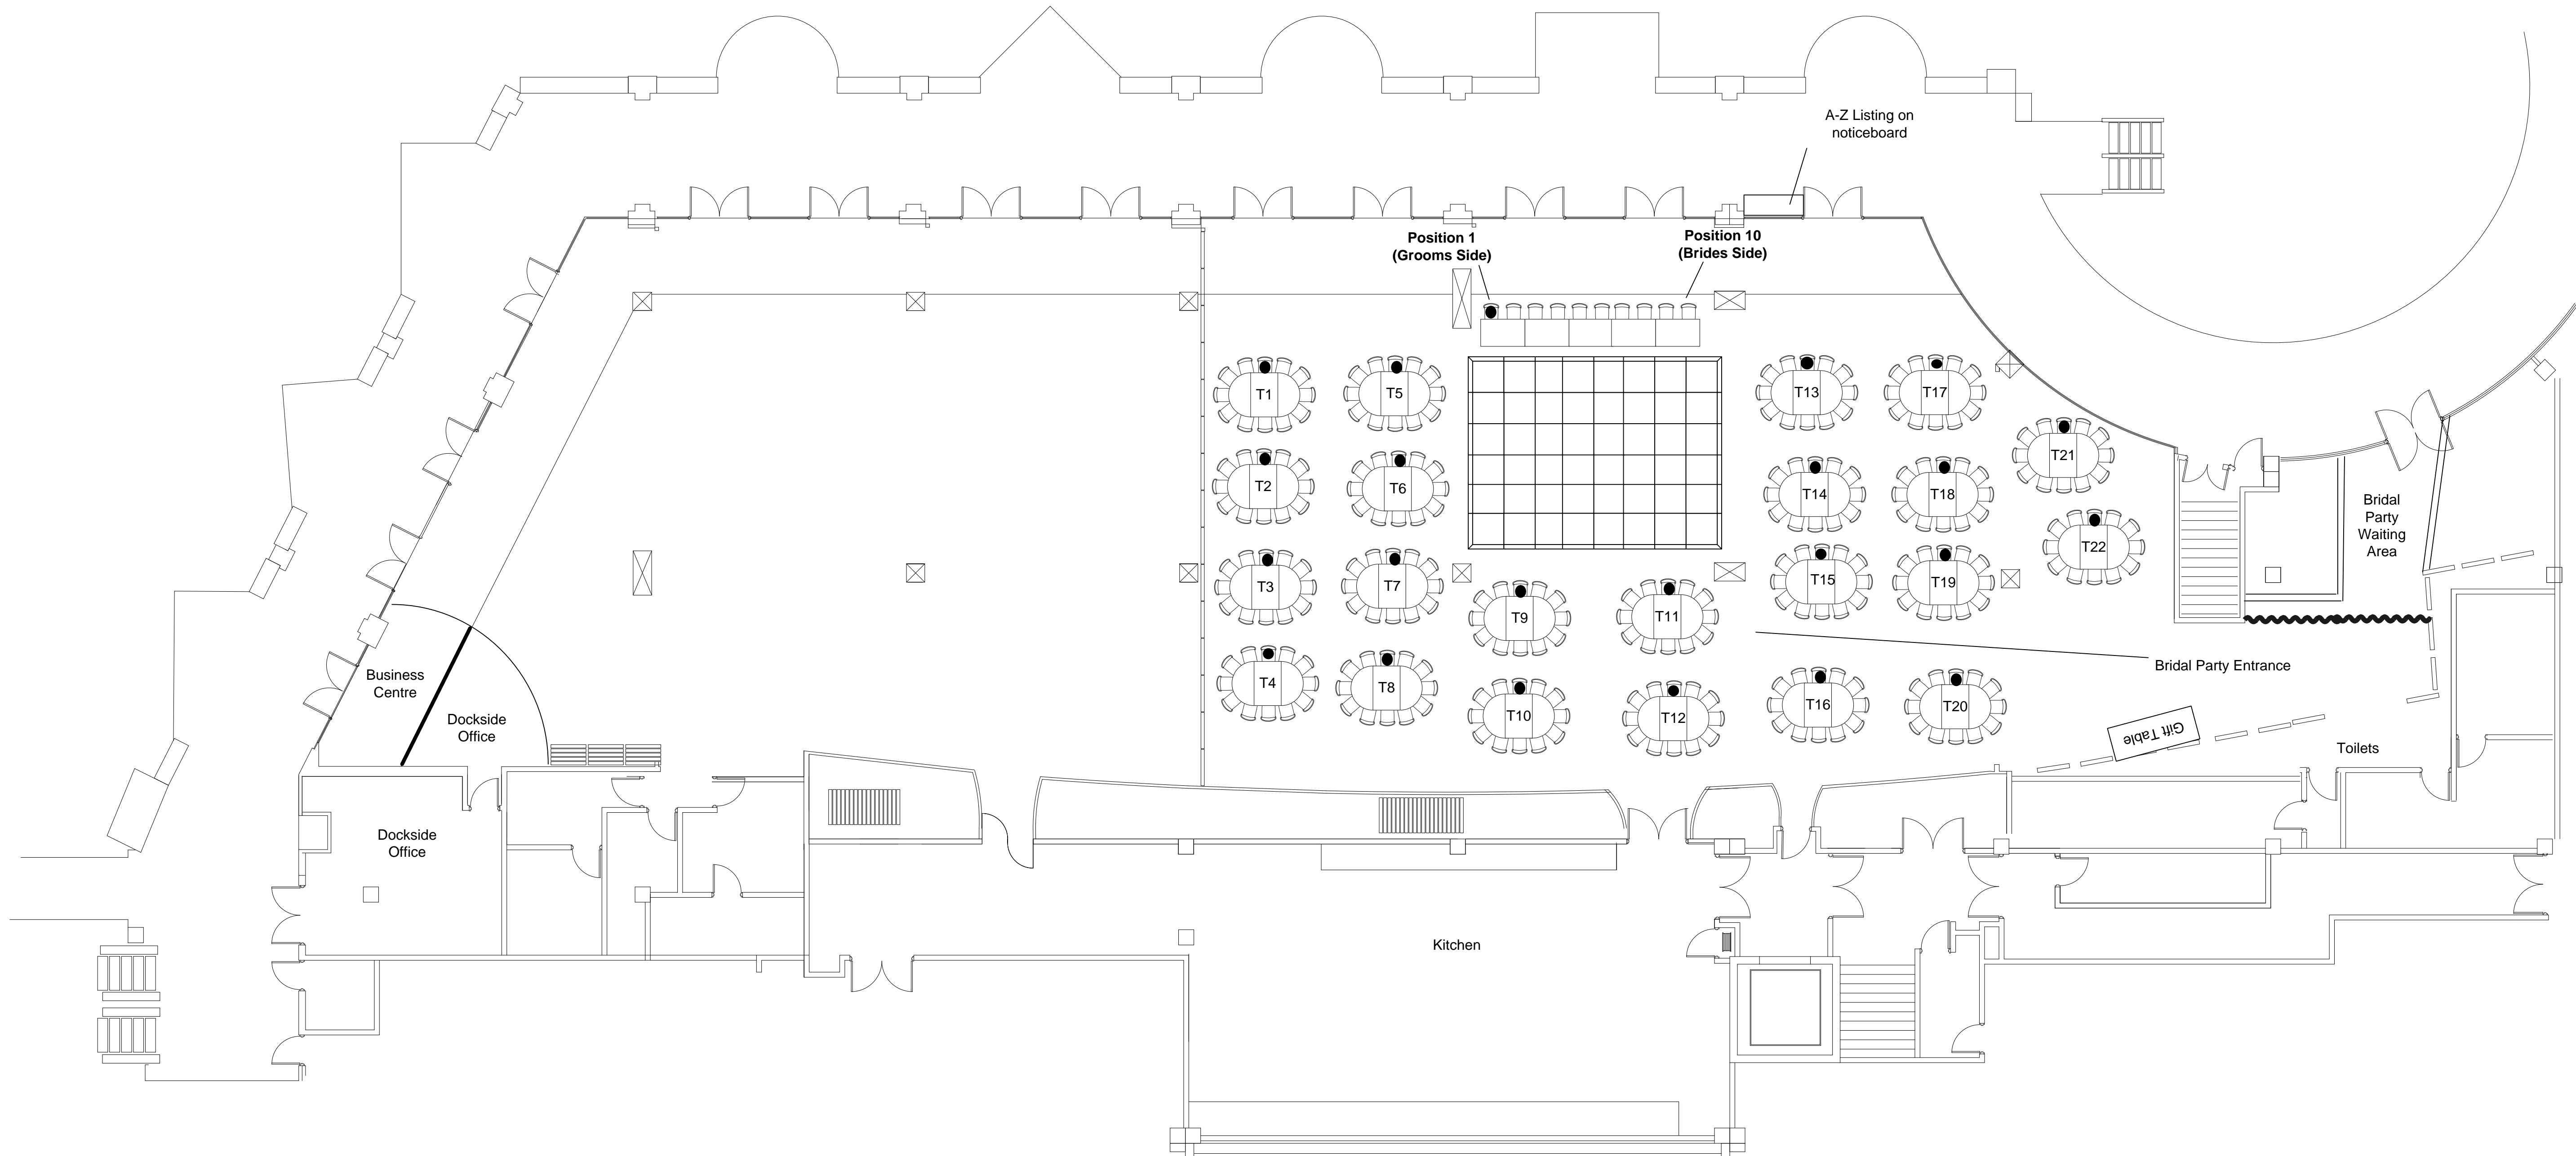 A-Z Listing on
noticeboard
Position 1
(Grooms Side)
Position 10
(Brides Side)
T1
T5
T13
T17
T2
T6
T14
T18
T21
T3
T7
T15
T19
T22
T9
T11
T4
T8
T10
T12
T16
T20
Bridal
Party
Waiting
Area
Bridal Party Entrance
Gift Table
Toilets
Business
Centre
Dockside
Office
Dockside
Office
Kitchen